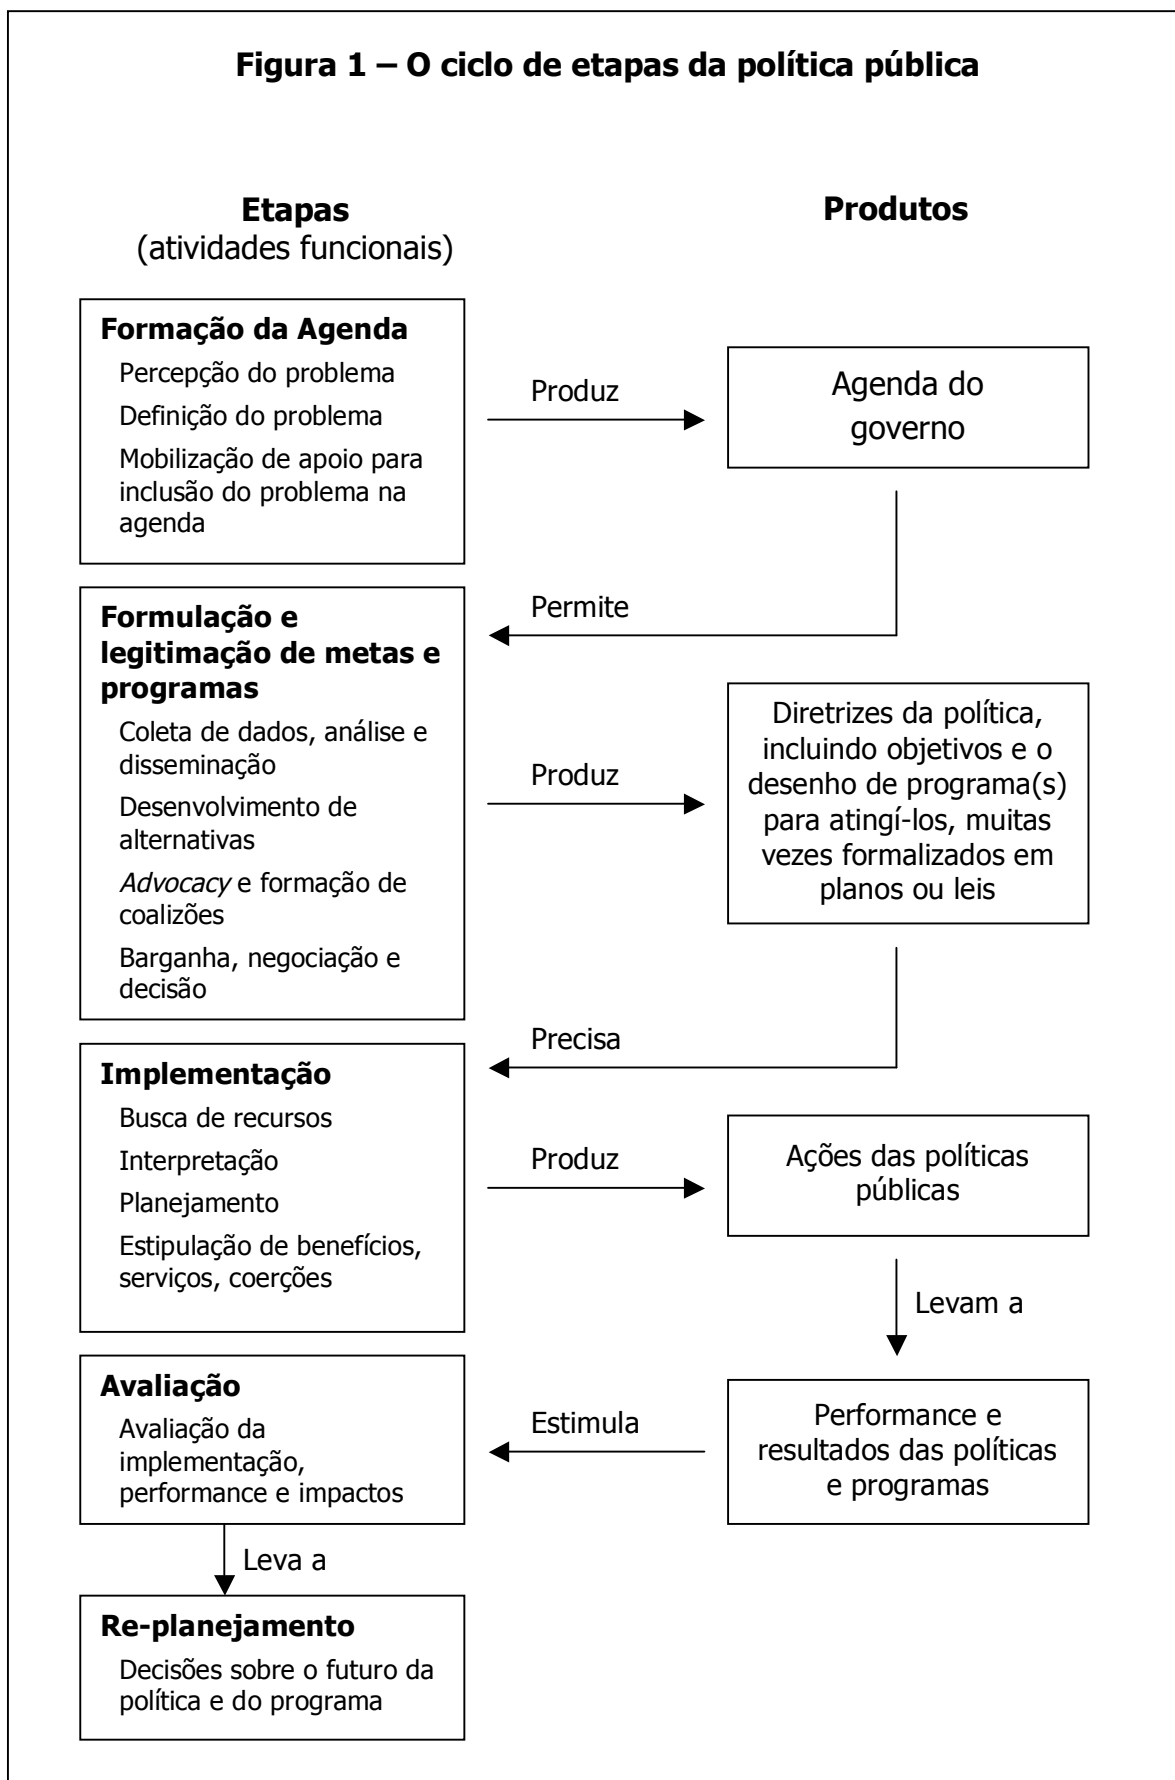 Figura 1 – O ciclo de etapas da política pública
Etapas
(atividades funcionais)
Produtos
Formação da Agenda
Percepção do problema
Definição do problema
Mobilização de apoio para
inclusão do problema na
agenda
Produz
Agenda do
governo
Permite
Formulação e
legitimação de metas e
programas
Coleta de dados, análise e
disseminação
Desenvolvimento de
alternativas
Advocacy e formação de
coalizões
Barganha, negociação e
decisão
Produz
Diretrizes da política,
incluindo objetivos e o
desenho de programa(s)
para atingí-los, muitas
vezes formalizados em
planos ou leis
Precisa
Implementação
Busca de recursos
Interpretação
Planejamento
Estipulação de benefícios,
serviços, coerções
Produz
Ações das políticas
públicas
Levam a
Avaliação
Avaliação da
implementação,
performance e impactos
Estimula
Performance e
resultados das políticas
e programas
Leva a
Re-planejamento
Decisões sobre o futuro da
política e do programa